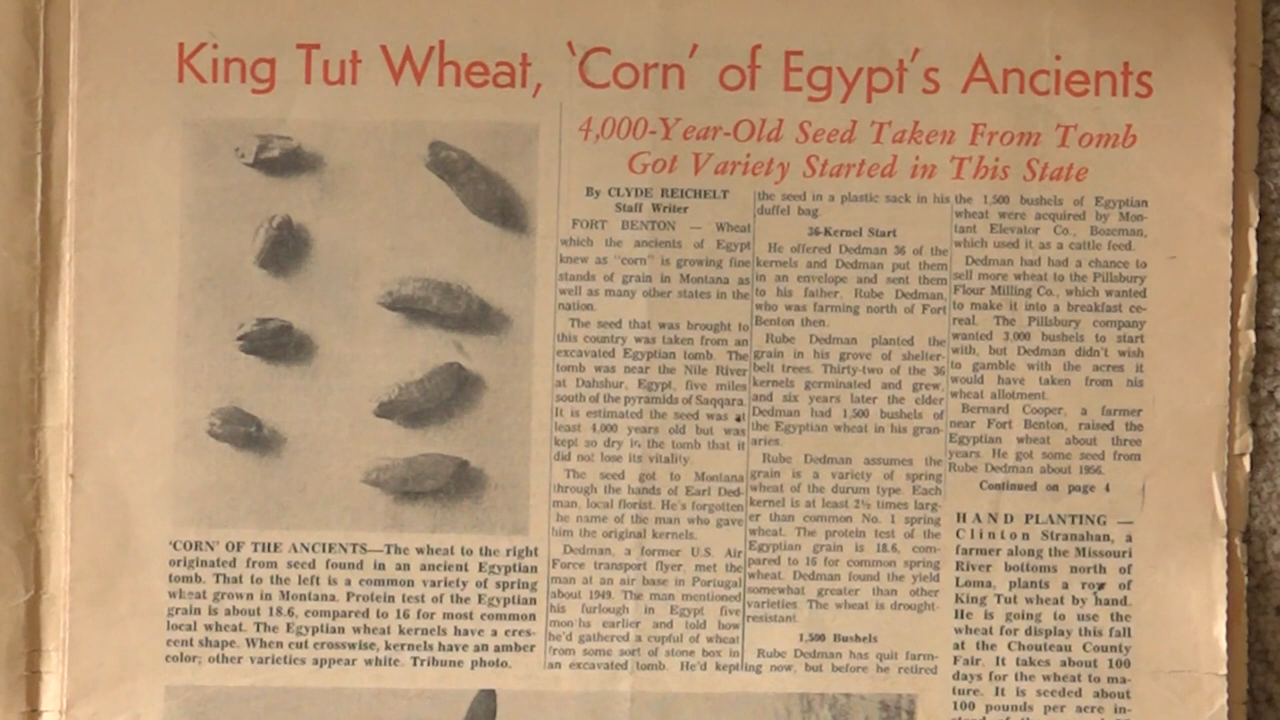 King Tut Wheat, 'Corn' of Egypt's Ancients
4,000-Year-Old Seed Taken From Tomb
Got Variety Started in This State
'CORN' OF THE ANCIENTS—The wheat to the right
originated from seed found in an ancient Egyptian
tomb. That to the left is a common variety of spring
wheat grown in Montana. Protein test of the Egyptian
grain is about 18.6, compared to 16 for most common
local wheat. The Egyptian wheat kernels have a cres-
cent shape. When cut crosswise, kernels have an amber
color; other varieties appear white. Tribune photo.
By CLYDE REICHELT
Staff Writer
FORT BENTON — Wheat
which the ancients of Egypt
knew as "corn" is growing fine
stands of grain in Montana as
well as many other states in the
nation.
The seed that was brought to
this country was taken from an
excavated Egyptian tomb. The
tomb was near the Nile River
at Dahshur, Egypt, five miles
south of the pyramids of Saqqara.
It is estimated the seed was at
least 4,000 years old but was
kept so dry in the tomb that it
did not lose its vitality.
The seed got to Montana
through the hands of Earl Ded-
man, local florist. He's forgotten
he name of the man who gave
him the original kernels.
Dedman, a former U.S. Air
Force transport flyer, met the
man at an air base in Portugal
about 1949. The man mentioned
his furlough in Egypt five
months earlier and told how
he'd gathered a cupful of wheat
from some sort of stone box in
an excavated tomb. He'd kept
the seed in a plastic sack in his
duffel bag.
36-Kernel Start
He offered Dedman 36 of the
kernels and Dedman put them
in an envelope and sent them
to his father, Rube Dedman,
who was farming north of Fort
Benton then.
Rube Dedman planted the
grain in his grove of shelter-
belt trees. Thirty-two of the 36
kernels germinated and grew,
and six years later the elder
Dedman had 1,500 bushels of
the Egyptian wheat in his gran-
aries.
Rube Dedman assumes the
grain is a variety of spring
wheat of the durum type. Each
kernel is at least 2½ times larg-
er than common No. 1 spring
wheat. The protein test of the
Egyptian grain is 18.6, com-
pared to 16 for common spring
wheat. Dedman found the yield
somewhat greater than other
varieties. The wheat is drought-
resistant.
1,500 Bushels
Rube Dedman has quit farm-
ing now, but before he retired
the 1,500 bushels of Egyptian
wheat were acquired by Mon-
tant Elevator Co., Bozeman,
which used it as a cattle feed.
Dedman had had a chance to
sell more wheat to the Pillsbury
Flour Milling Co., which wanted
to make it into a breakfast ce-
real. The Pillsbury company
wanted 3,000 bushels to start
with, but Dedman didn't wish
to gamble with the acres it
would have taken from his
wheat allotment.
Bernard Cooper, a farmer
near Fort Benton, raised the
Egyptian wheat about three
years. He got some seed from
Rube Dedman about 1956.
Continued on page 4
HAND PLANTING —
Clinton Stranahan, a
farmer along the Missouri
River bottoms north of
Loma, plants a row of
King Tut wheat by hand.
He is going to use the
wheat for display this fall
at the Chouteau County
Fair. It takes about 100
days for the wheat to ma-
ture. It is seeded about
100 pounds per acre in-